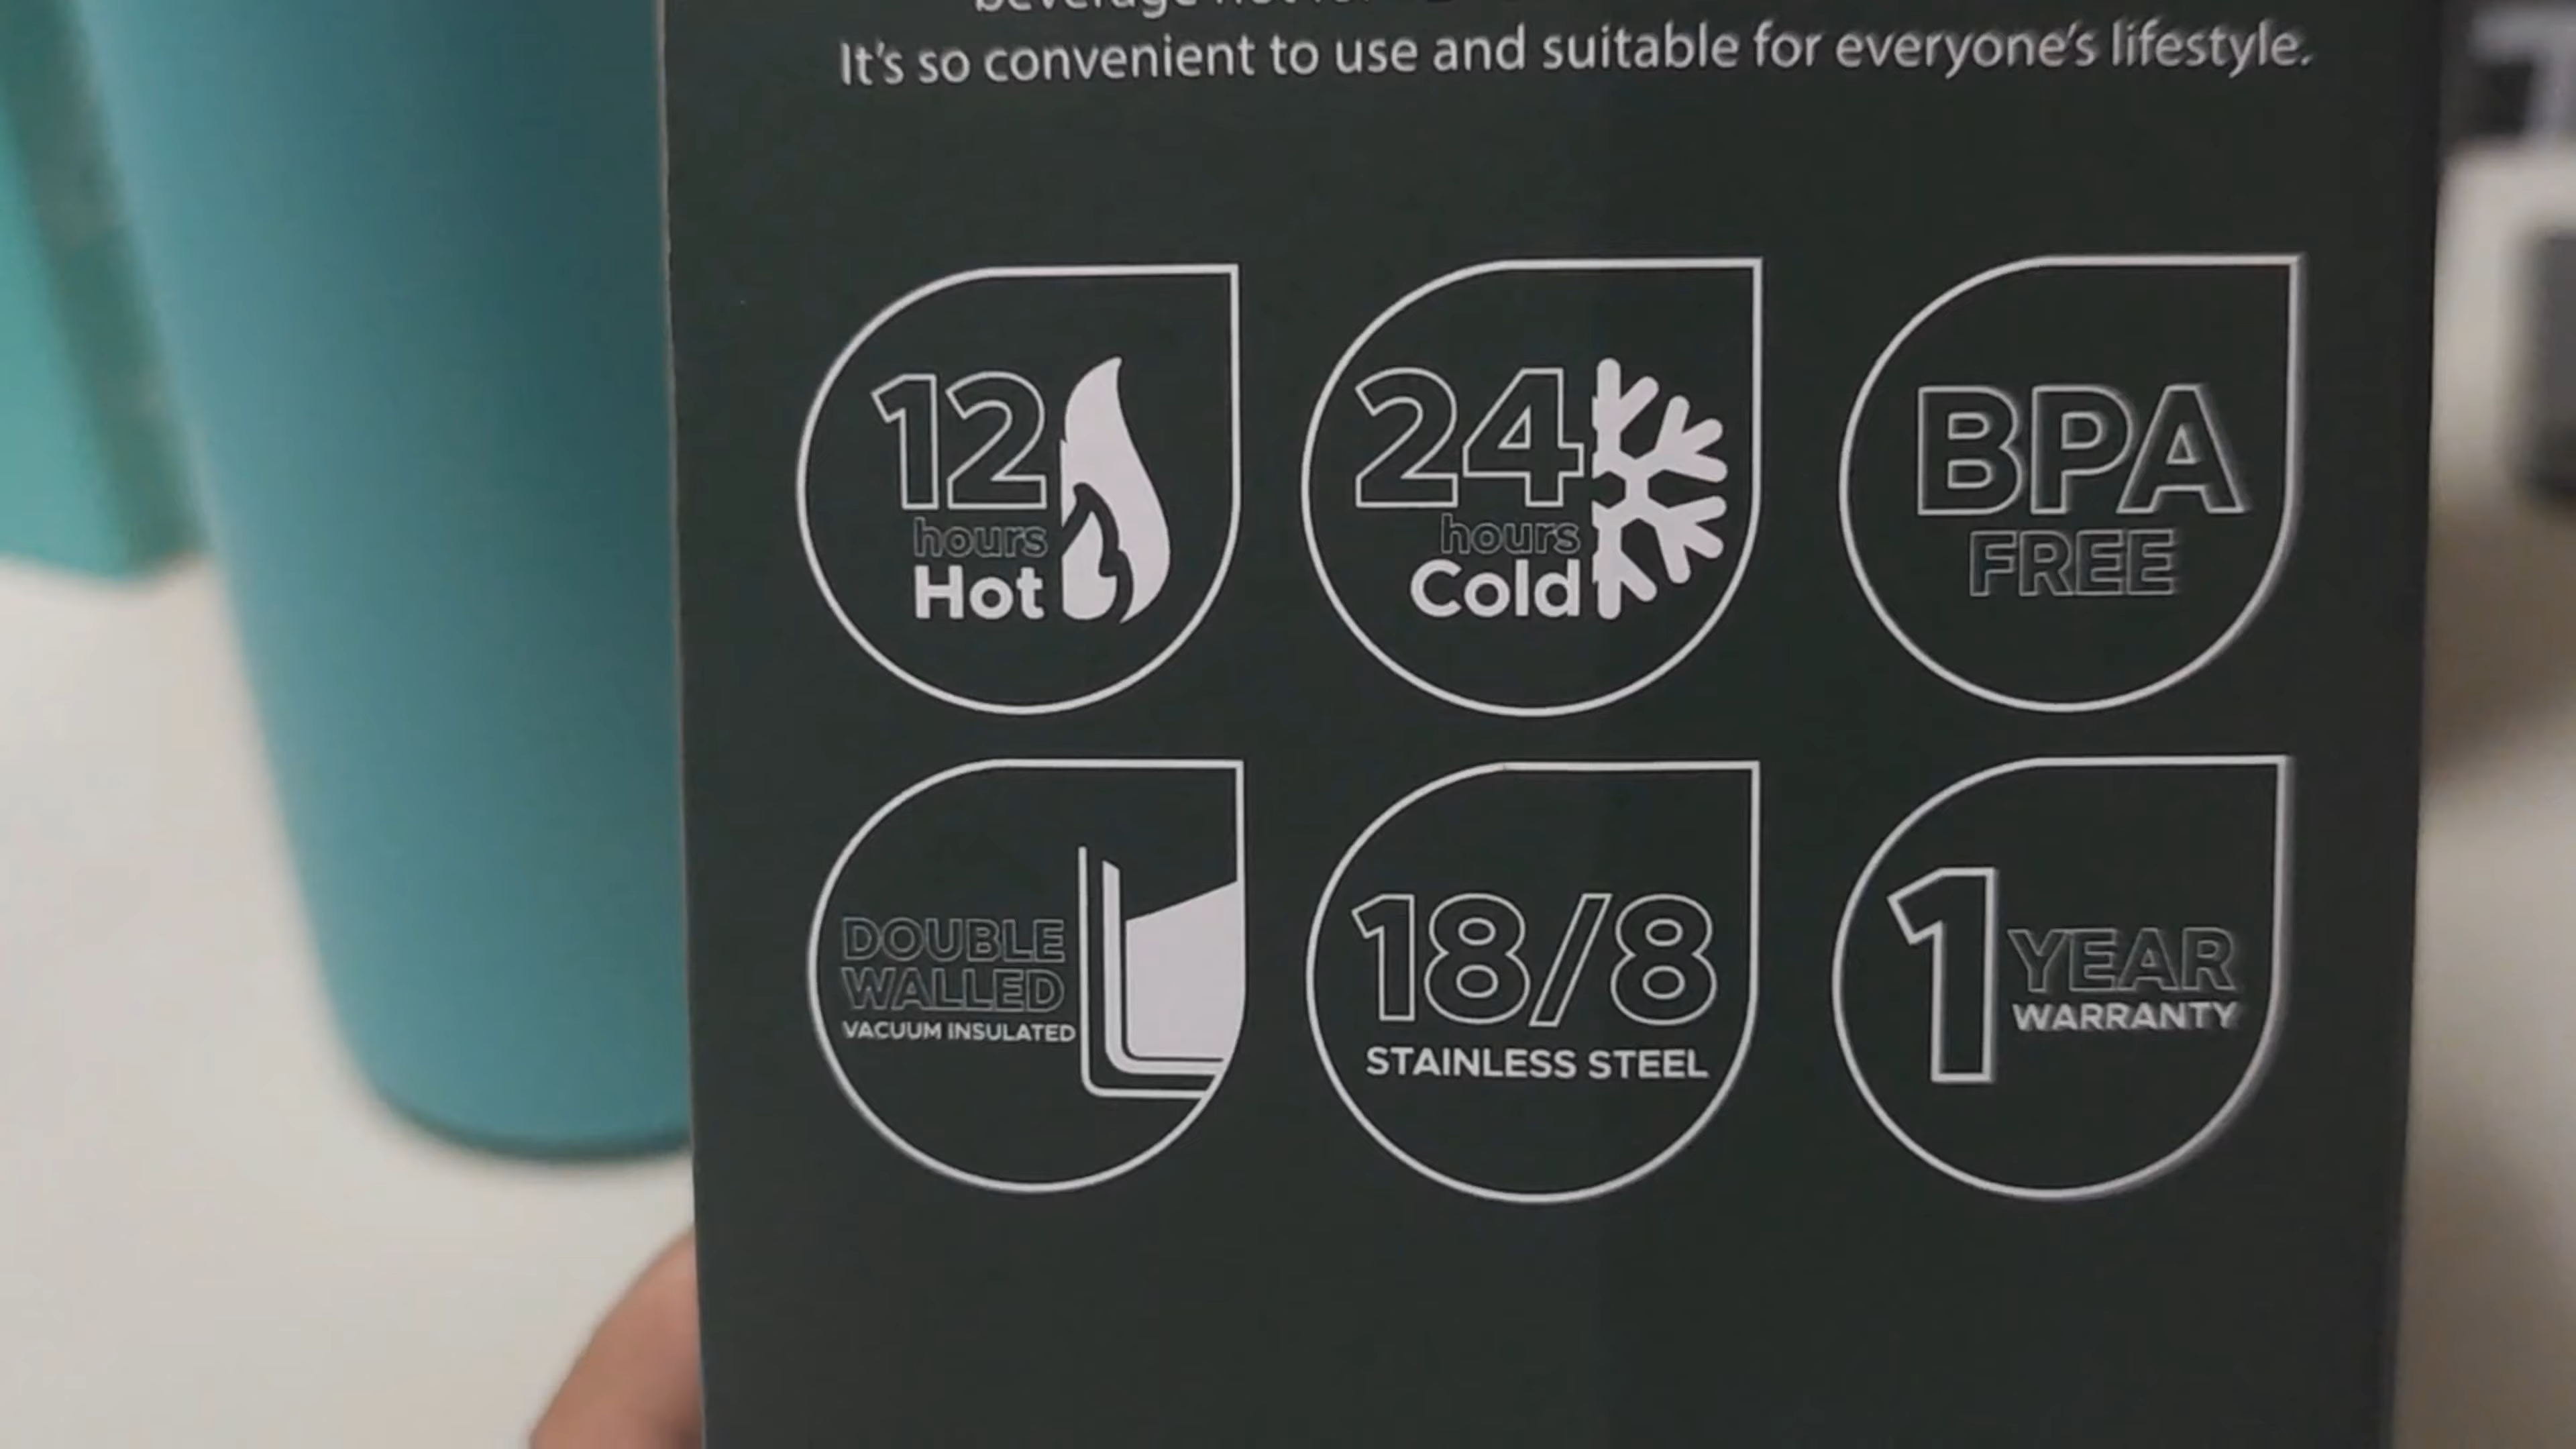 It's so convenient to use and suitable for everyone's lifestyle.
12
hours
Hot
24
hours
Cold
BPA
FREE
DOUBLE
WALLED
VACUUM INSULATED
18/8
STAINLESS STEEL
1
YEAR
WARRANTY